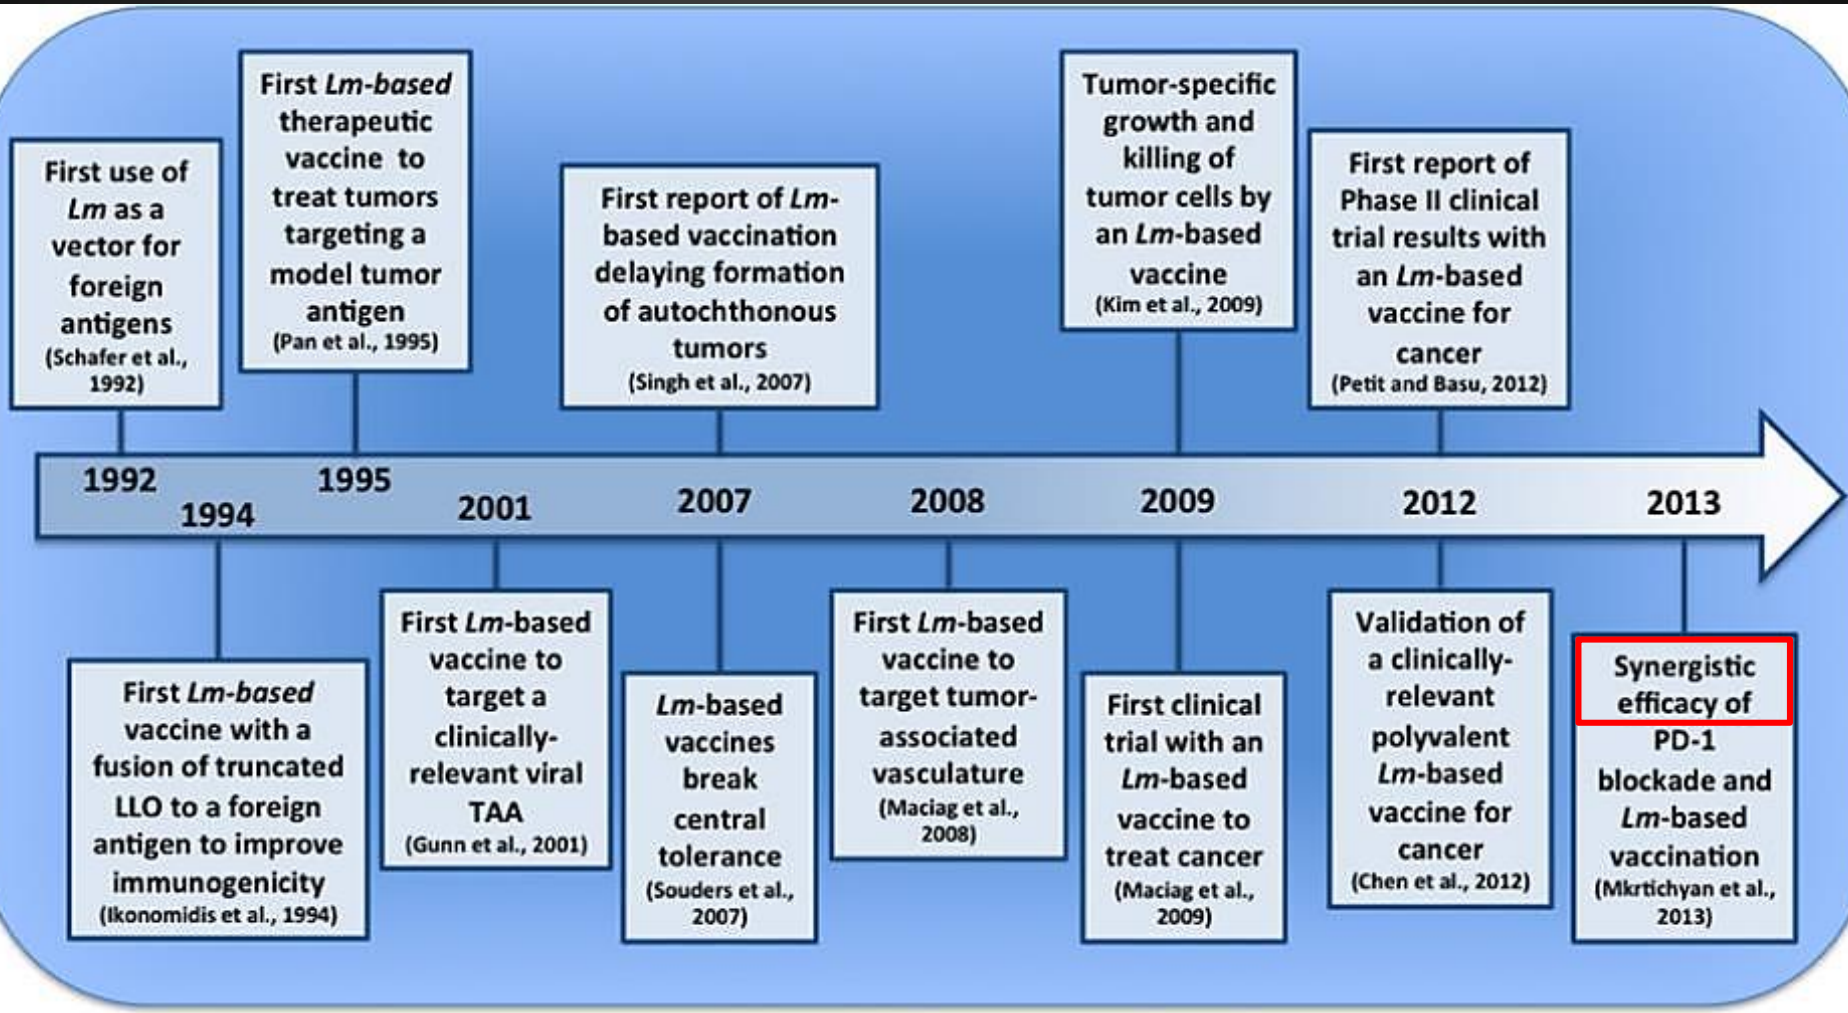 First use of
Lm as a
vector for
foreign
antigens
(Schafer et al.,
1992)
First Lm-based
therapeutic
vaccine to
treat tumors
targeting a
model tumor
antigen
(Pan et al., 1995)
First report of Lm-
based vaccination
delaying formation
of autochthonous
tumors
(Singh et al., 2007)
Tumor-specific
growth and
killing of
tumor cells by
an Lm-based
vaccine
(Kim et al., 2009)
First report of
Phase II clinical
trial results with
an Lm-based
vaccine for
cancer
(Petit and Basu, 2012)
1992
1994
1995
2001
2007
2008
2009
2012
2013
First Lm-based
vaccine with a
fusion of truncated
LLO to a foreign
antigen to improve
immunogenicity
(Ikonomidis et al., 1994)
First Lm-based
vaccine to
target a
clinically-
relevant viral
TAA
(Gunn et al., 2001)
Lm-based
vaccines
break
central
tolerance
(Souders et al.,
2007)
First Lm-based
vaccine to
target tumor-
associated
vasculature
(Maciag et al.,
2008)
First clinical
trial with an
Lm-based
vaccine to
treat cancer
(Maciag et al.,
2009)
Validation of
a clinically-
relevant
polyvalent
Lm-based
vaccine for
cancer
(Chen et al., 2012)
Synergistic
efficacy of
PD-1
blockade and
Lm-based
vaccination
(Mkrtichyan et al.,
2013)